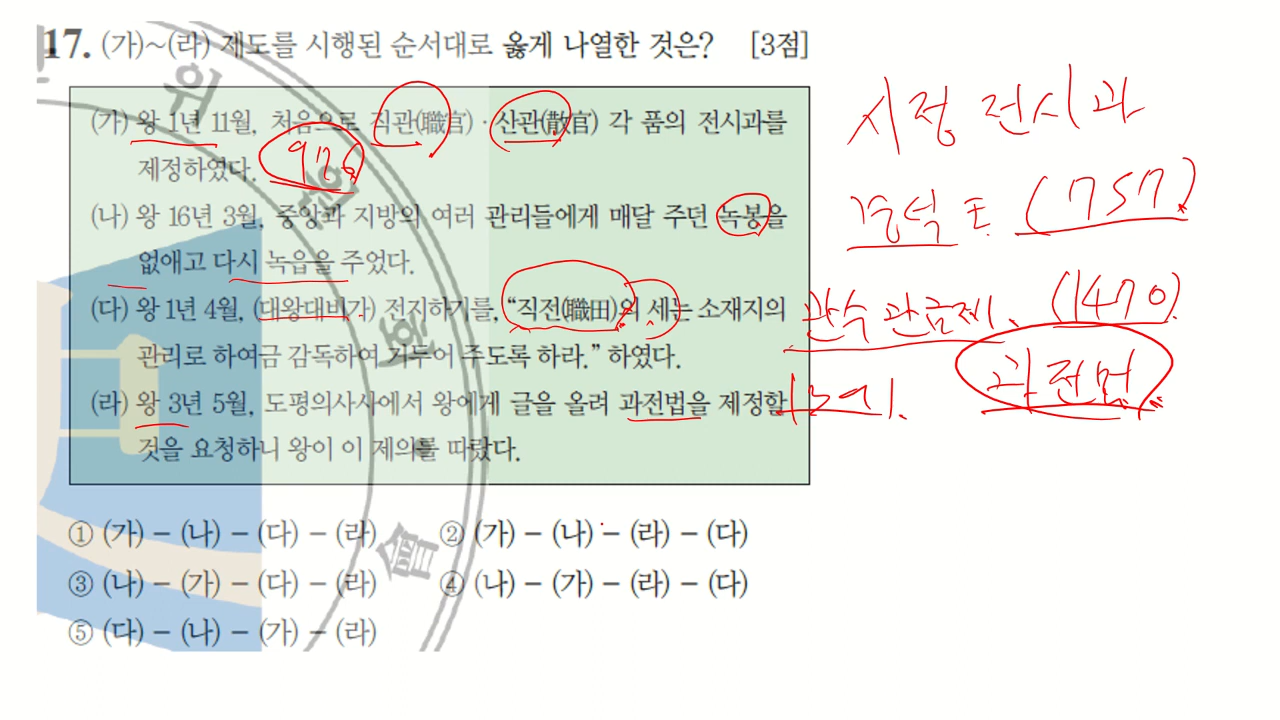 17. (가)~(라) 제도를 시행된 순서대로 옳게 나열한 것은? [3점]
(가) 왕 1년 11월, 처음으로 직관(職官)·산관(散官) 각 품의 전시과를
제정하였다. 976
(나) 왕 16년 3월, 중앙과 지방의 여러 관리들에게 매달 주던 녹봉을
없애고 다시 녹읍을 주었다.
(다) 왕 1년 4월, (대왕대비가) 전지하기를, “직전(職田)의 세는 소재지의
관리로 하여금 감독하여 거두어 주도록 하라.” 하였다.
(라) 왕 3년 5월, 도평의사사에서 왕에게 글을 올려 과전법을 제정할
것을 요청하니 왕이 이 제의를 따랐다.
시정 전시과
경덕왕 (757)
관수관급제. (1470)
1391. 과전법
① (가) – (나) – (다) – (라)
② (가) – (나) – (라) – (다)
③ (나) – (가) – (다) – (라)
④ (나) – (가) – (라) – (다)
⑤ (다) – (나) – (가) – (라)
위
원
회